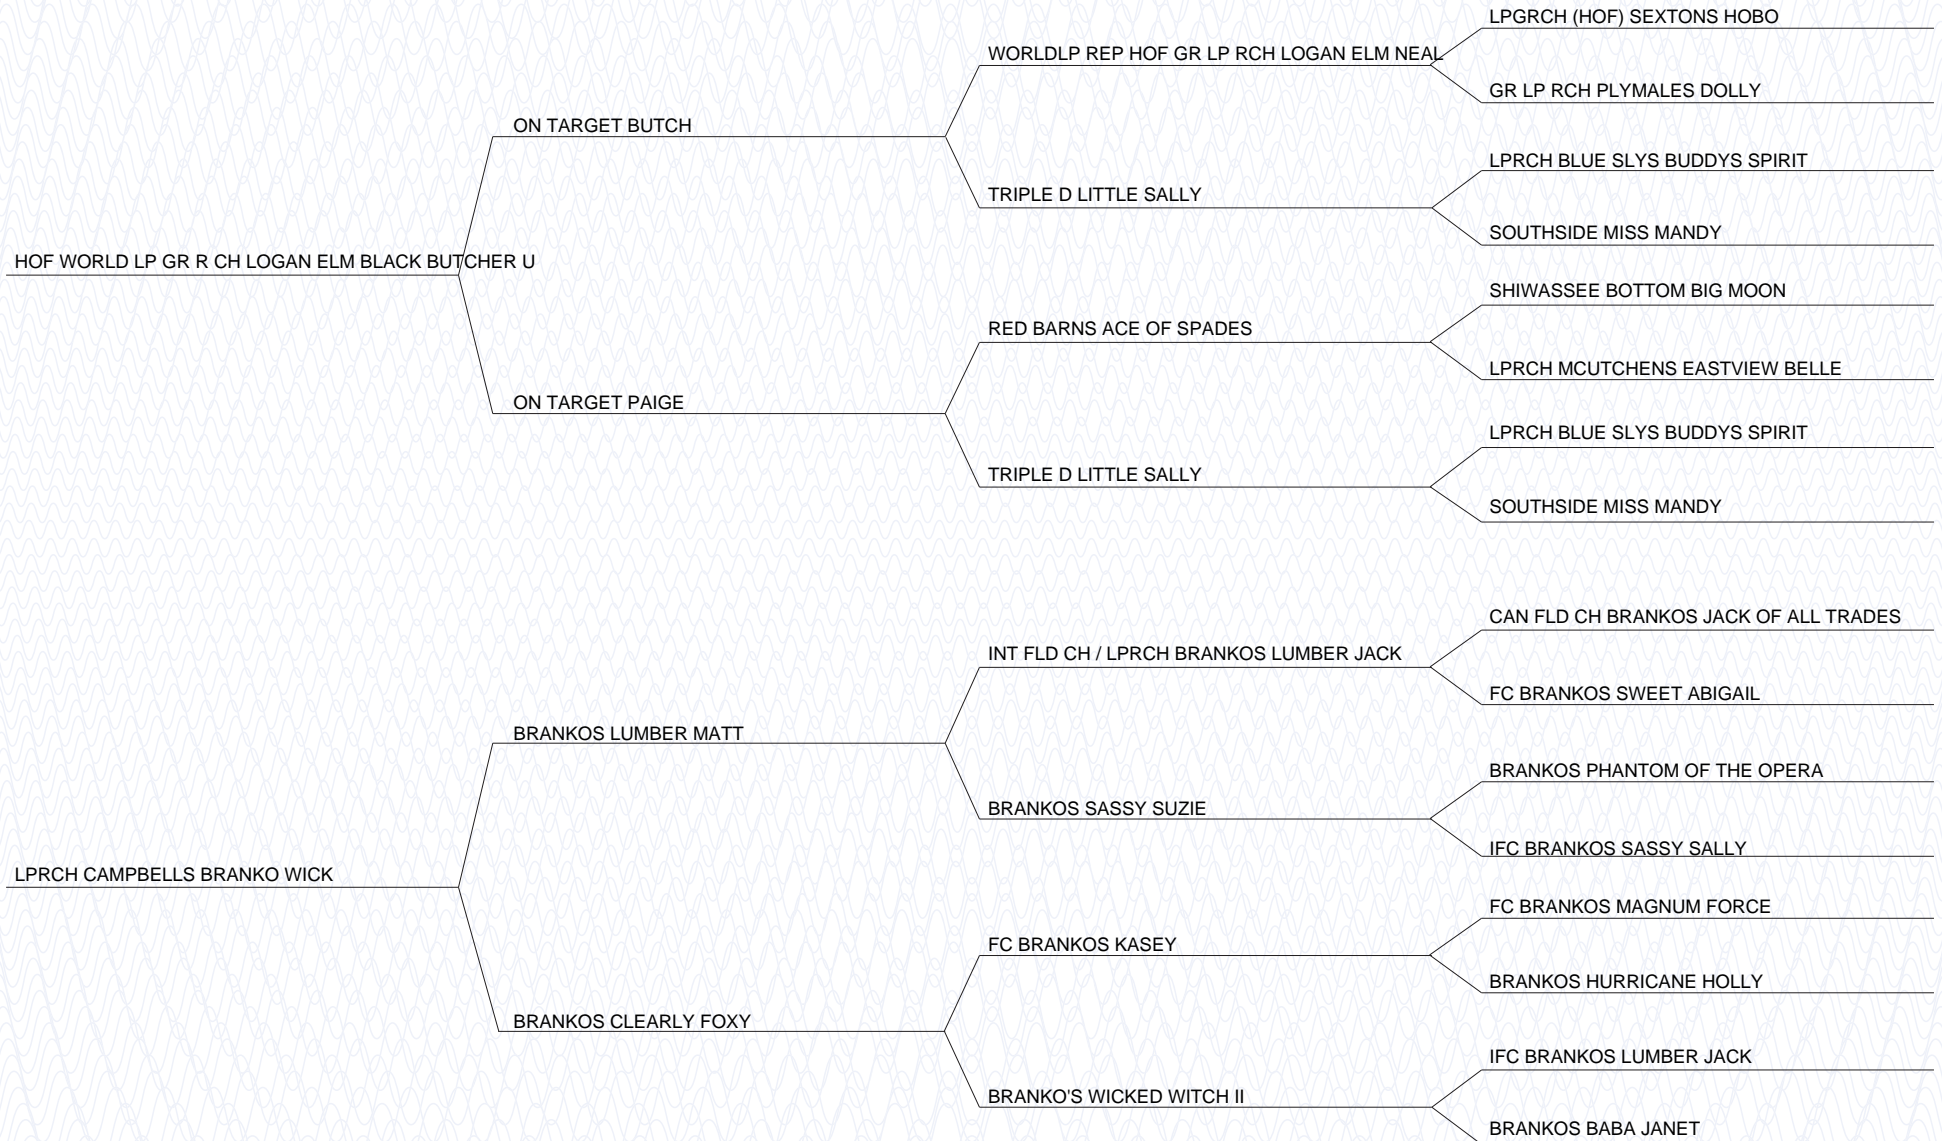 LPGRCH (HOF) SEXTONS HOBO
WORLDLP REP HOF GR LP RCH LOGAN ELM NEAL
GR LP RCH PLYMALES DOLLY
ON TARGET BUTCH
LPRCH BLUE SLYS BUDDYS SPIRIT
TRIPLE D LITTLE SALLY
SOUTHSIDE MISS MANDY
HOF WORLD LP GR R CH LOGAN ELM BLACK BUTCHER U
SHIWASSEE BOTTOM BIG MOON
RED BARNS ACE OF SPADES
LPRCH MCUTCHENS EASTVIEW BELLE
ON TARGET PAIGE
LPRCH BLUE SLYS BUDDYS SPIRIT
TRIPLE D LITTLE SALLY
SOUTHSIDE MISS MANDY
CAN FLD CH BRANKOS JACK OF ALL TRADES
INT FLD CH / LPRCH BRANKOS LUMBER JACK
FC BRANKOS SWEET ABIGAIL
BRANKOS LUMBER MATT
BRANKOS PHANTOM OF THE OPERA
BRANKOS SASSY SUZIE
IFC BRANKOS SASSY SALLY
LPRCH CAMPBELLS BRANKO WICK
FC BRANKOS MAGNUM FORCE
FC BRANKOS KASEY
BRANKOS HURRICANE HOLLY
BRANKOS CLEARLY FOXY
IFC BRANKOS LUMBER JACK
BRANKO'S WICKED WITCH II
BRANKOS BABA JANET